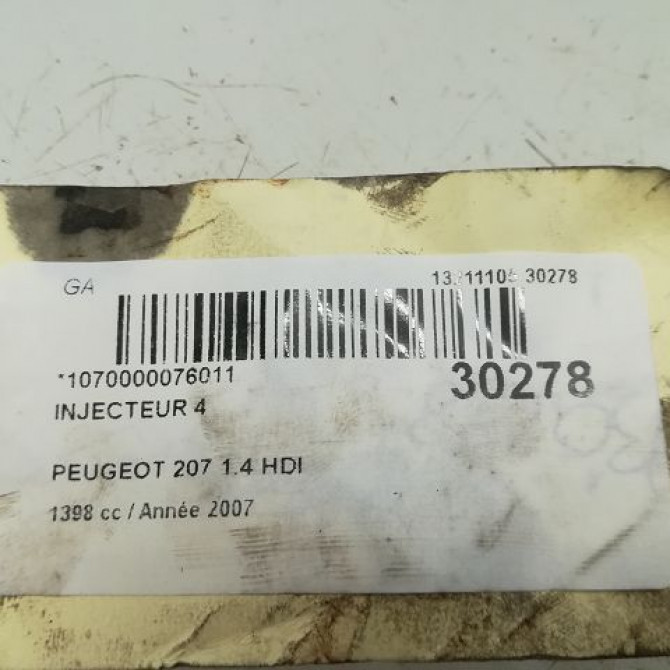 GA
30278
*1070000076011
30278
INJECTEUR 4
PEUGEOT 207 1.4 HDI
1398 cc / Année 2007